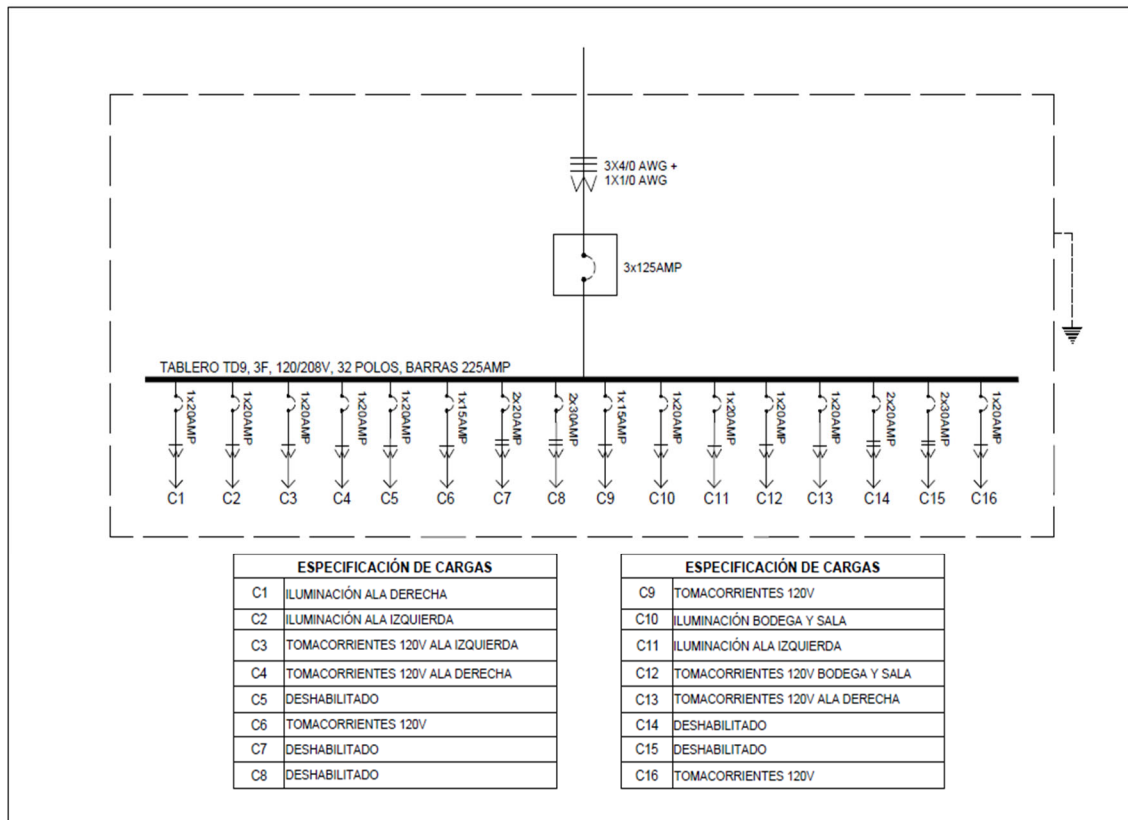 3X4/0 AWG +
1X1/0 AWG
3x125AMP
TABLERO TD9, 3F, 120/208V, 32 POLOS, BARRAS 225AMP
1x20AMP
1x20AMP
1x20AMP
1x20AMP
1x20AMP
1x15AMP
2x20AMP
2x30AMP
1x15AMP
1x20AMP
1x20AMP
1x20AMP
1x20AMP
2x20AMP
2x30AMP
1x20AMP
C1 C2 C3 C4 C5 C6 C7 C8 C9 C10 C11 C12 C13 C14 C15 C16
ESPECIFICACIÓN DE CARGAS
C1 ILUMINACIÓN ALA DERECHA
C2 ILUMINACIÓN ALA IZQUIERDA
C3 TOMACORRIENTES 120V ALA IZQUIERDA
C4 TOMACORRIENTES 120V ALA DERECHA
C5 DESHABILITADO
C6 TOMACORRIENTES 120V
C7 DESHABILITADO
C8 DESHABILITADO
ESPECIFICACIÓN DE CARGAS
C9 TOMACORRIENTES 120V
C10 ILUMINACIÓN BODEGA Y SALA
C11 ILUMINACIÓN ALA IZQUIERDA
C12 TOMACORRIENTES 120V BODEGA Y SALA
C13 TOMACORRIENTES 120V ALA DERECHA
C14 DESHABILITADO
C15 DESHABILITADO
C16 TOMACORRIENTES 120V